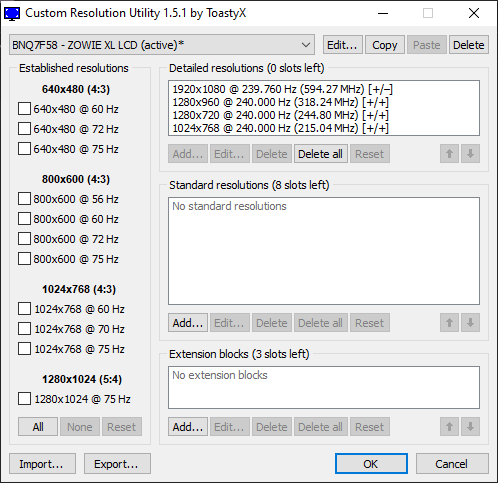 Custom Resolution Utility 1.5.1 by ToastyX
BNQ7F58 - ZOWIE XL LCD (active)*
Edit...
Copy
Paste
Delete
Established resolutions
640x480 (4:3)
640x480 @ 60 Hz
640x480 @ 72 Hz
640x480 @ 75 Hz
800x600 (4:3)
800x600 @ 56 Hz
800x600 @ 60 Hz
800x600 @ 72 Hz
800x600 @ 75 Hz
1024x768 (4:3)
1024x768 @ 60 Hz
1024x768 @ 70 Hz
1024x768 @ 75 Hz
1280x1024 (5:4)
1280x1024 @ 75 Hz
All
None
Reset
Detailed resolutions (0 slots left)
1920x1080 @ 239.760 Hz (594.27 MHz) [+/−]
1280x960 @ 240.000 Hz (318.24 MHz) [+/+]
1280x720 @ 240.000 Hz (244.80 MHz) [+/+]
1024x768 @ 240.000 Hz (215.04 MHz) [+/+]
Add...
Edit...
Delete
Delete all
Reset
Standard resolutions (8 slots left)
No standard resolutions
Add...
Edit...
Delete
Delete all
Reset
Extension blocks (3 slots left)
No extension blocks
Add...
Edit...
Delete
Delete all
Reset
Import...
Export...
OK
Cancel